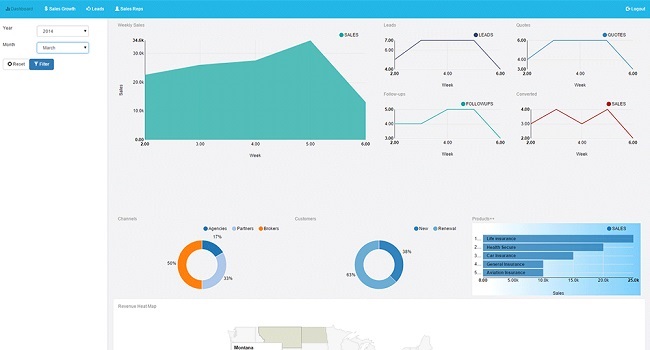 Dashboard Sales Growth Leads Sales Reps Logout
Year 2014
Month March
Reset Filter
Weekly Sales
SALES
34.6k
30.0k
20.0k
10.0k
0.00
Sales
2.00 3.00 4.00 5.00 6.00
Week
Leads
LEADS
7.00
6.00
5.00
4.00
2.00 4.00 6.00
Week
Quotes
QUOTES
6.00
4.00
3.00
2.00 4.00 6.00
Week
Follow-ups
FOLLOWUPS
5.00
4.00
3.00
2.00 4.00 6.00
Week
Converted
SALES
4.00
3.00
2.00
2.00 4.00 6.00
Week
Channels
Agencies Partners Brokers
17%
50%
33%
Customers
New Renewal
38%
63%
Products++
SALES
1... Life Insurance
2... Health Secure
3... Car Insurance
4... General Insurance
5... Aviation Insurance
0.00 5.00k 10.0k 15.0k 20.0k 25.0k
Sales
Revenue Heat Map
Montana